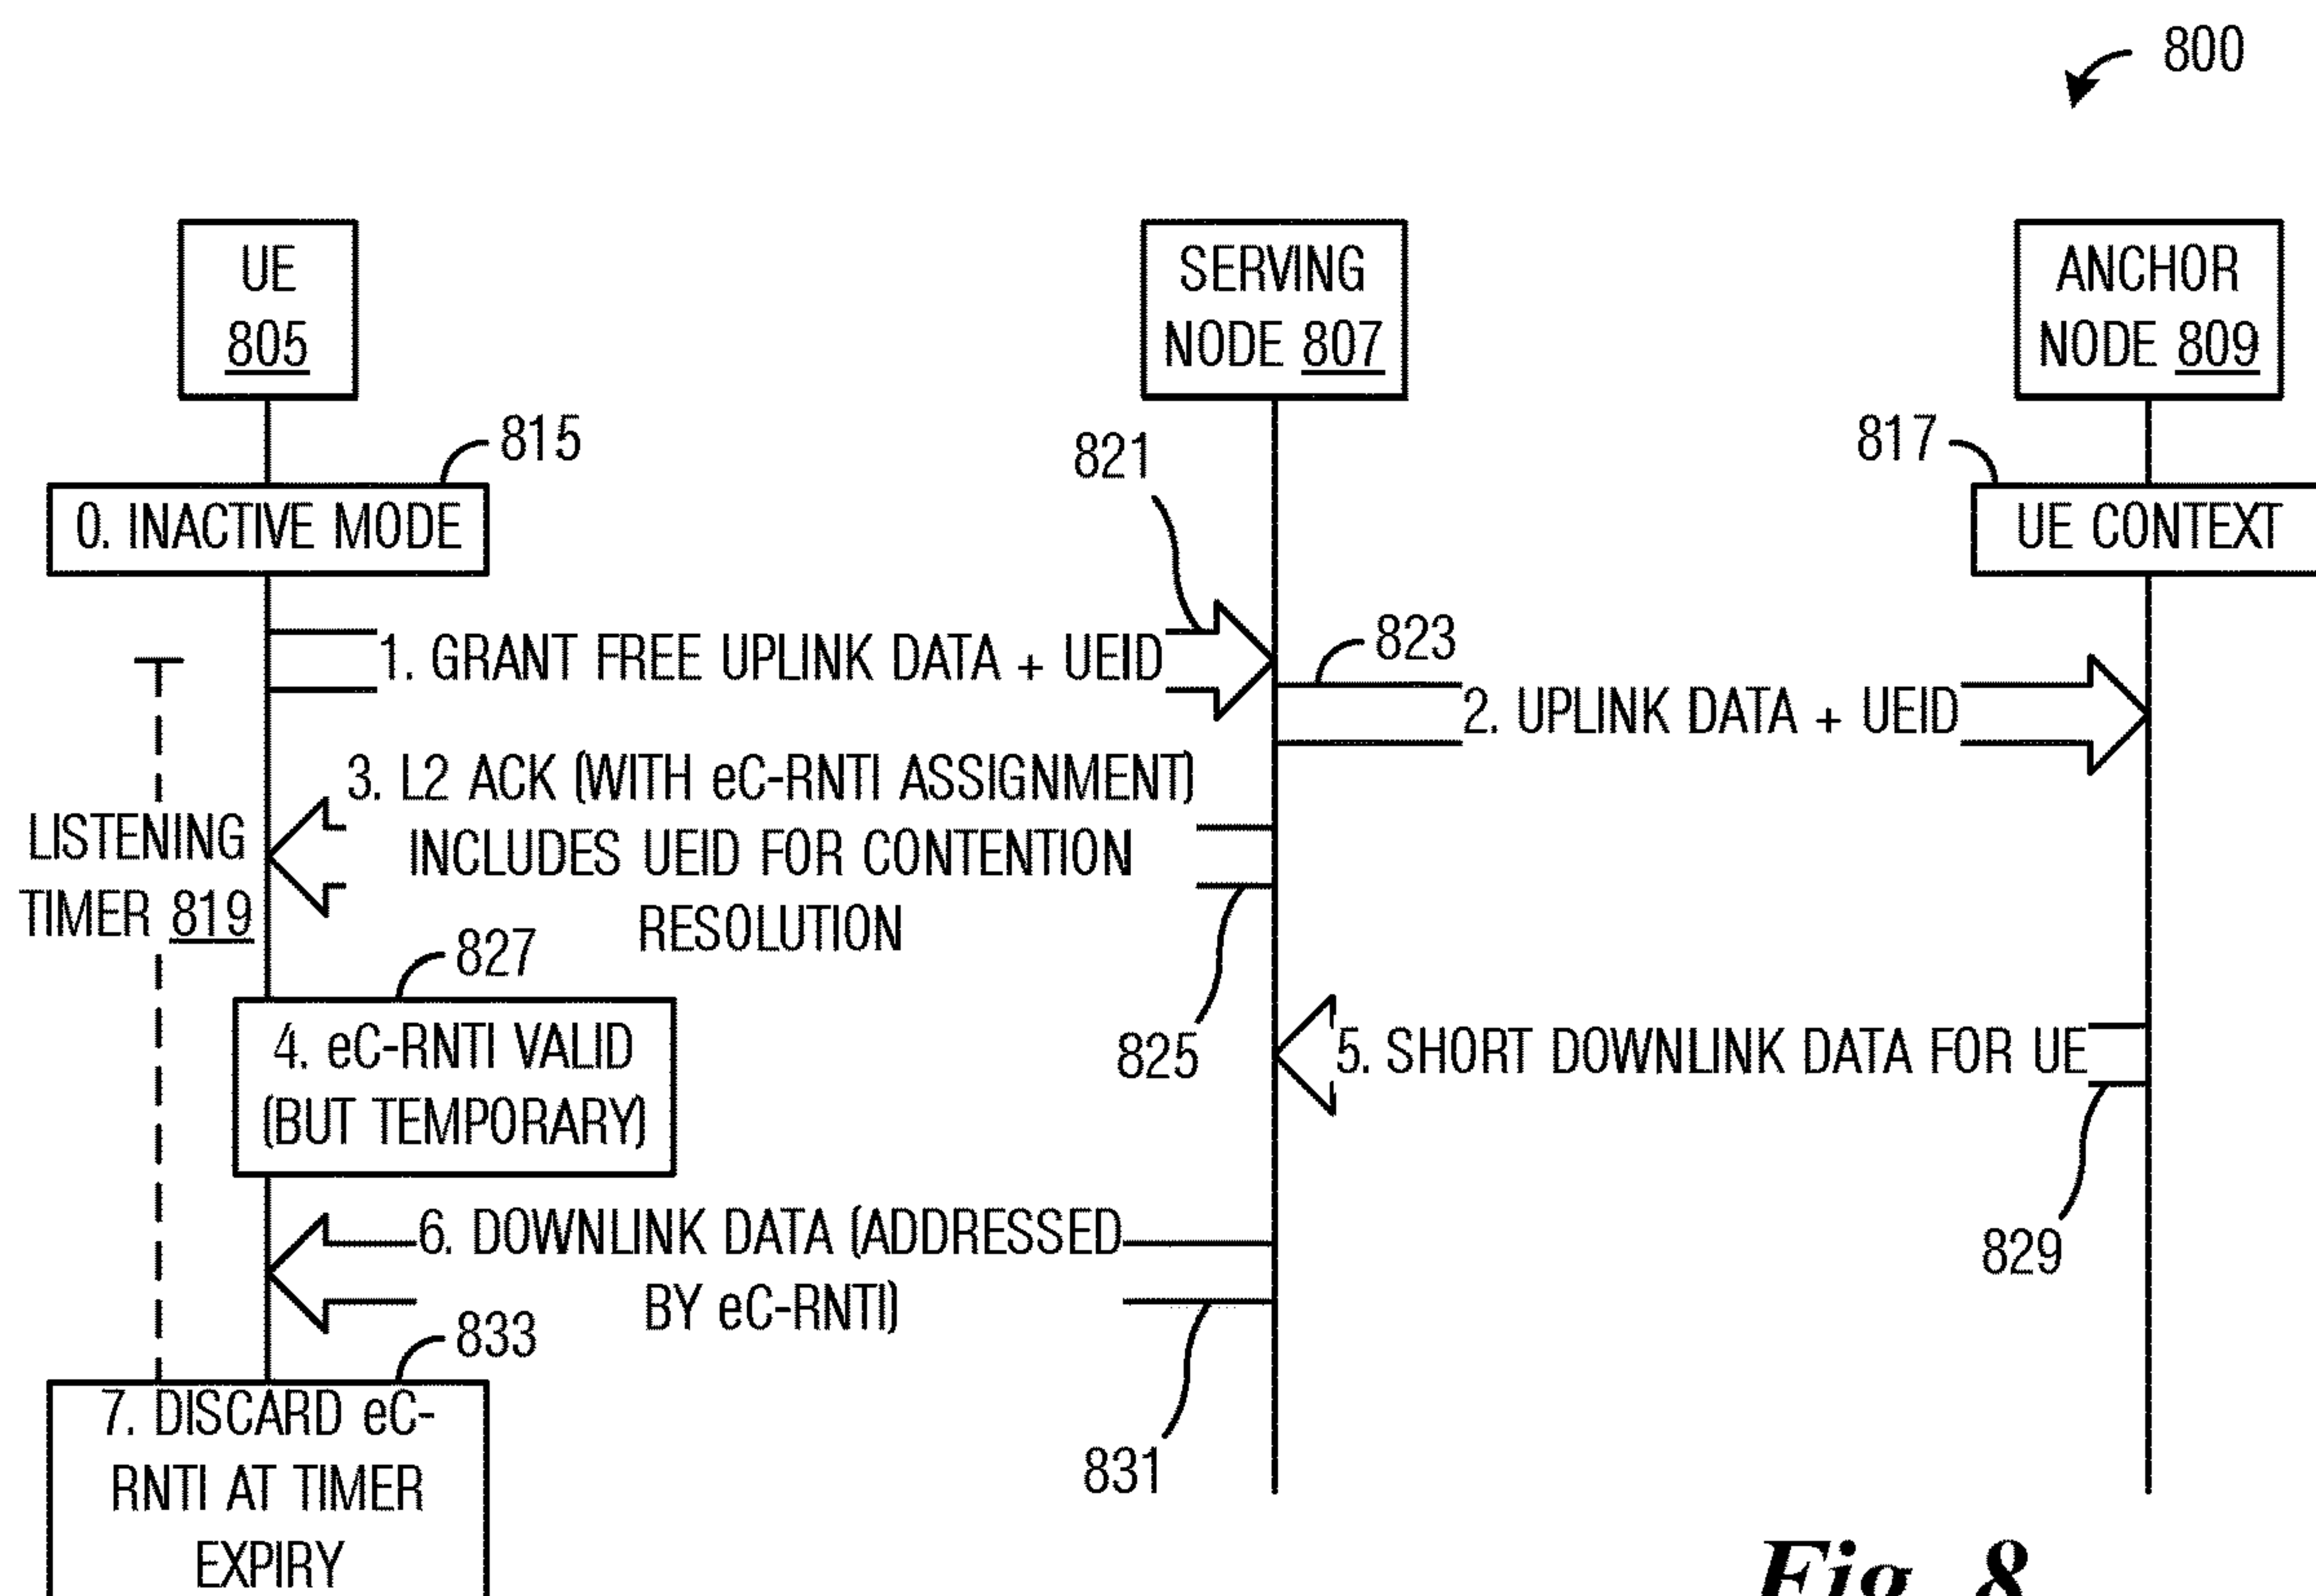 800
UE
805
SERVING
NODE 807
ANCHOR
NODE 809
815
821
817
0. INACTIVE MODE
UE CONTEXT
1. GRANT FREE UPLINK DATA + UEID
823
2. UPLINK DATA + UEID
3. L2 ACK (WITH eC-RNTI ASSIGNMENT)
INCLUDES UEID FOR CONTENTION
RESOLUTION
LISTENING
TIMER 819
827
825
4. eC-RNTI VALID
(BUT TEMPORARY)
5. SHORT DOWNLINK DATA FOR UE
829
6. DOWNLINK DATA (ADDRESSED
BY eC-RNTI)
833
831
7. DISCARD eC-
RNTI AT TIMER
EXPIRY
Fig. 8